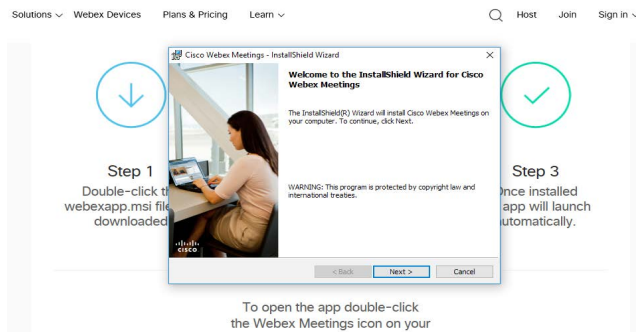 Solutions Webex Devices Plans & Pricing Learn Host Join Sign in
Cisco Webex Meetings - InstallShield Wizard
Welcome to the InstallShield Wizard for Cisco
Webex Meetings
The InstallShield(R) Wizard will install Cisco Webex Meetings on
your computer. To continue, click Next.
WARNING: This program is protected by copyright law and
international treaties.
CISCO
< Back Next > Cancel
Step 1
Double-click
webexapp.msi
downloaded
Step 3
Once installed
app will launch
automatically.
To open the app double-click
the Webex Meetings icon on your